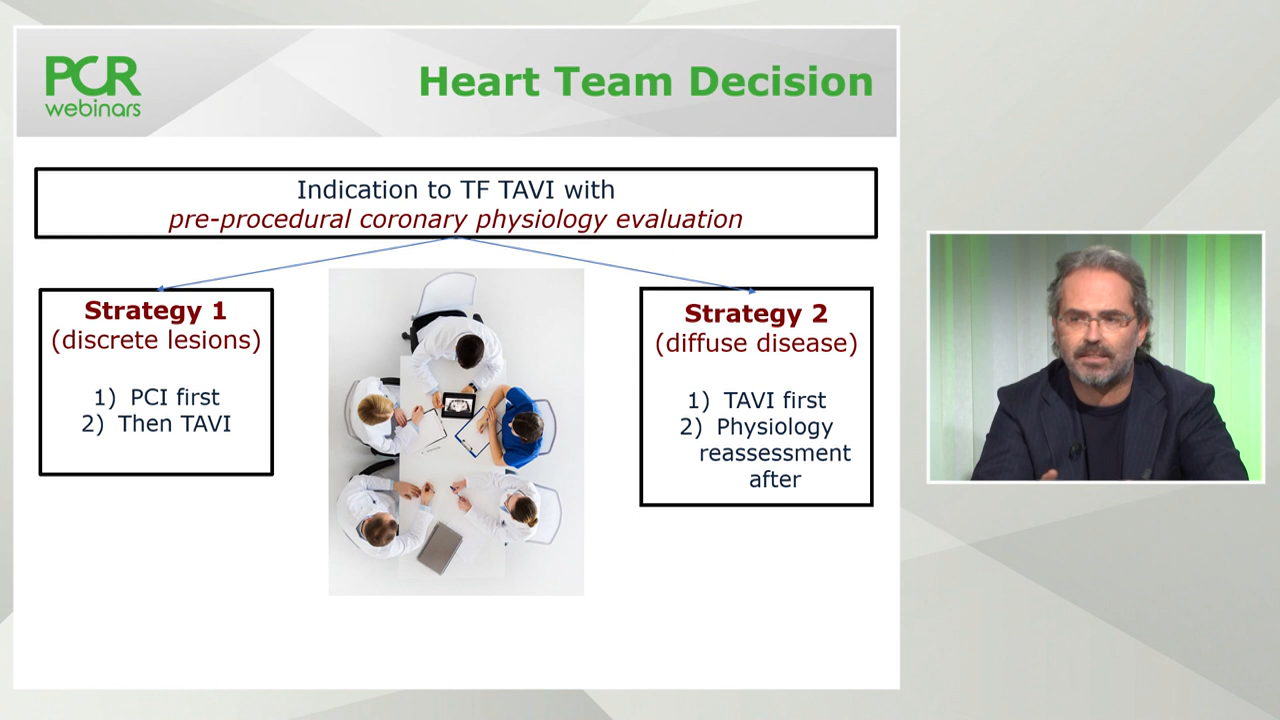 PCR
webinars
Heart Team Decision
Indication to TF TAVI with
pre-procedural coronary physiology evaluation
Strategy 1
(discrete lesions)
1) PCI first
2) Then TAVI
Strategy 2
(diffuse disease)
1) TAVI first
2) Physiology
reassessment
after